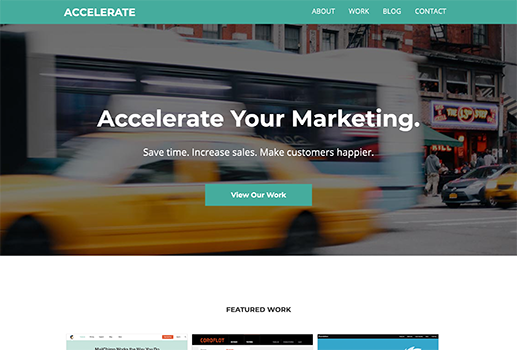 ACCELERATE
ABOUT WORK BLOG CONTACT
Accelerate Your Marketing.
Save time. Increase sales. Make customers happier.
View Our Work
FEATURED WORK
COROFLOT